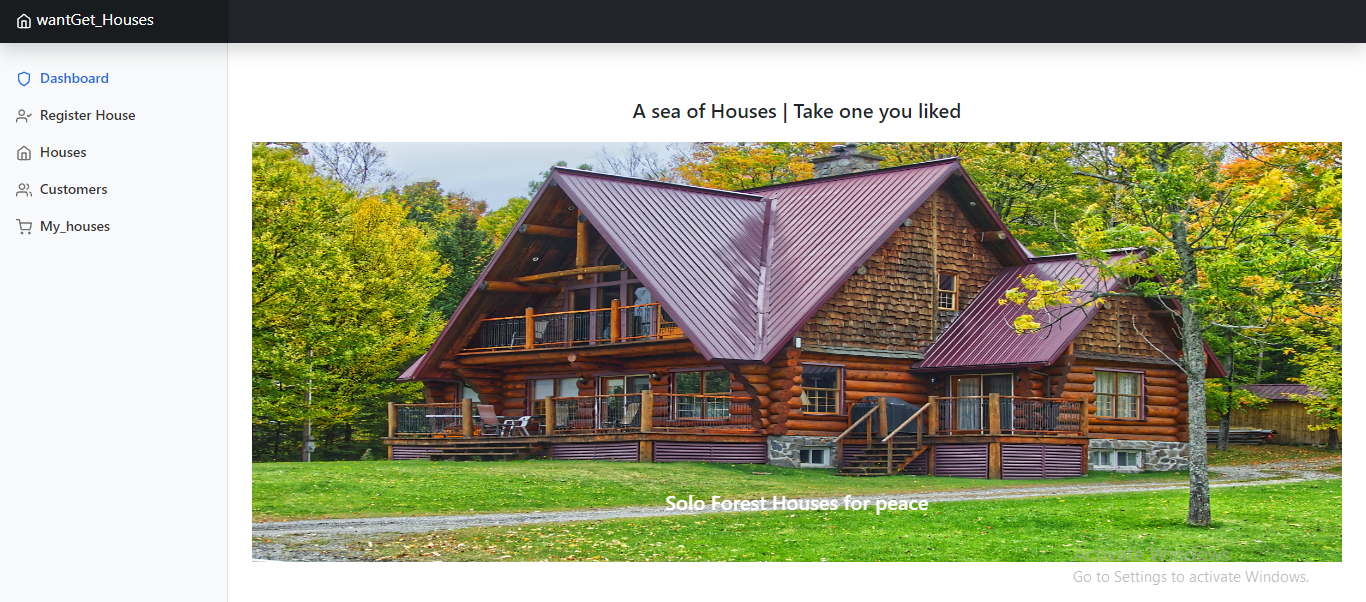 wantGet_Houses
Dashboard
Register House
Houses
Customers
My_houses
A sea of Houses | Take one you liked
Solo Forest Houses for peace
Activate Windows
Go to Settings to activate Windows.